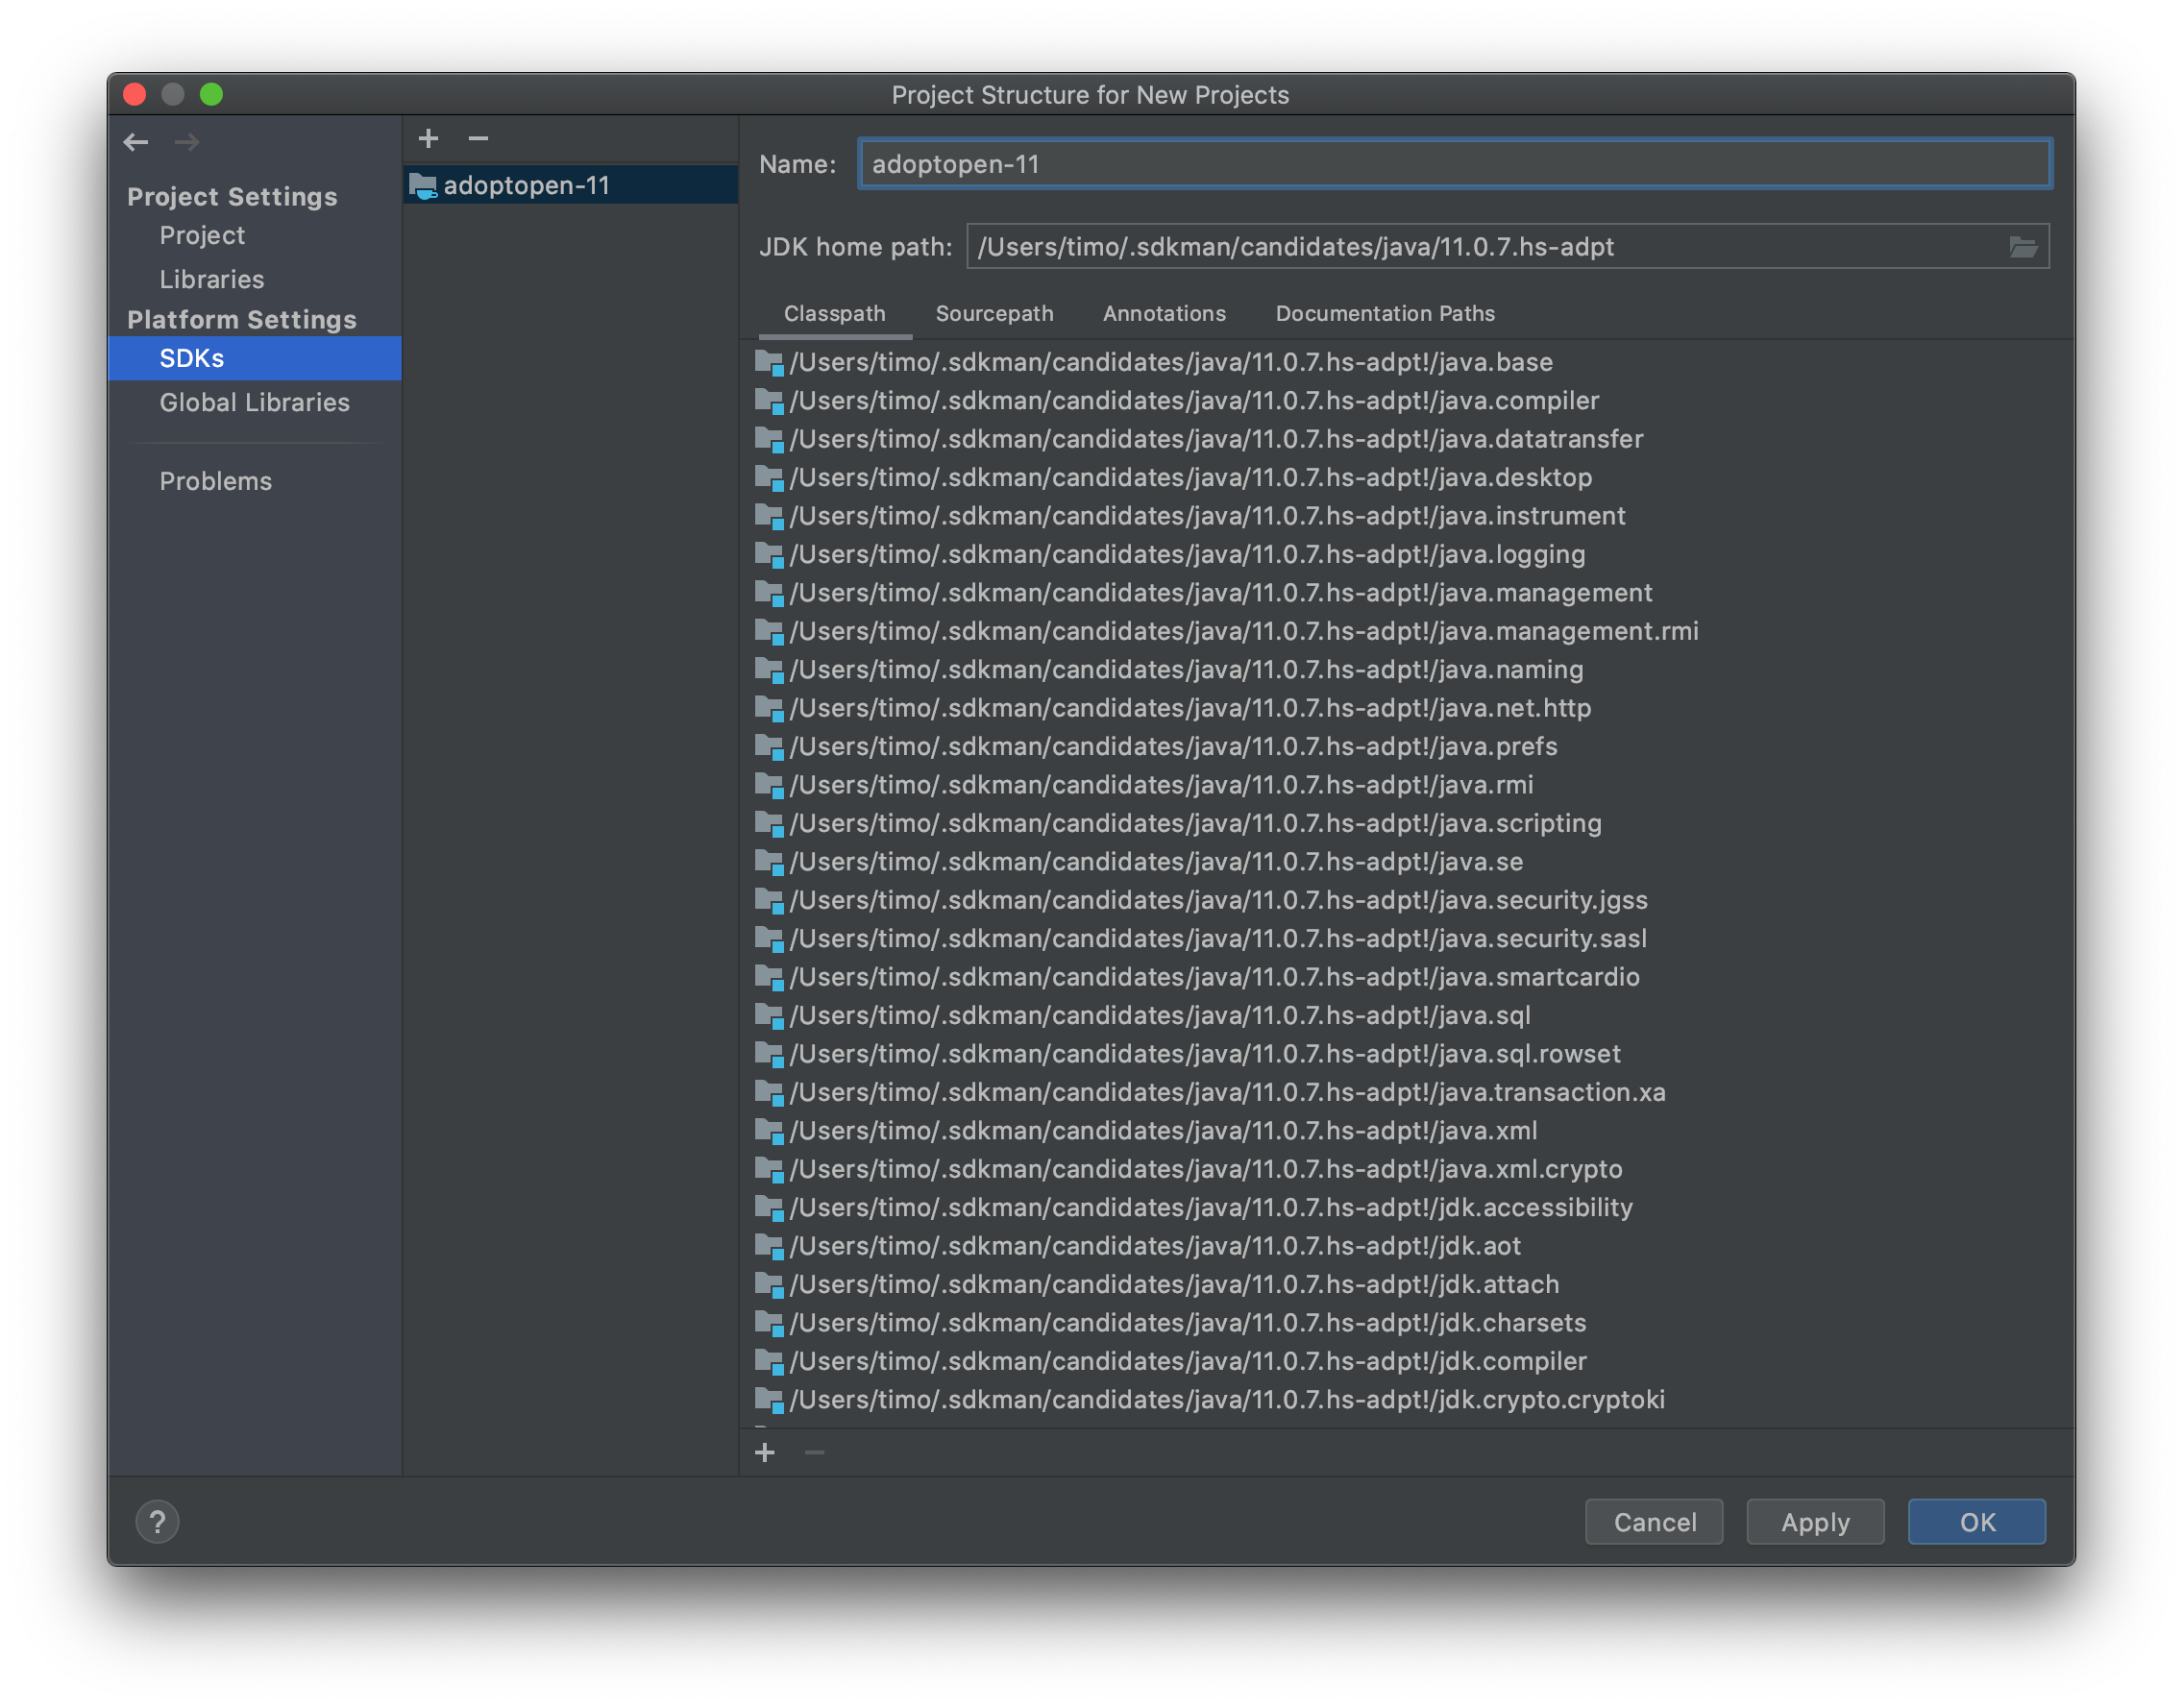 Project Structure for New Projects
Project Settings
Project
Libraries
Platform Settings
SDKs
Global Libraries
Problems
adoptopen-11
Name: adoptopen-11
JDK home path: /Users/timo/.sdkman/candidates/java/11.0.7.hs-adpt
Classpath Sourcepath Annotations Documentation Paths
/Users/timo/.sdkman/candidates/java/11.0.7.hs-adpt!/java.base
/Users/timo/.sdkman/candidates/java/11.0.7.hs-adpt!/java.compiler
/Users/timo/.sdkman/candidates/java/11.0.7.hs-adpt!/java.datatransfer
/Users/timo/.sdkman/candidates/java/11.0.7.hs-adpt!/java.desktop
/Users/timo/.sdkman/candidates/java/11.0.7.hs-adpt!/java.instrument
/Users/timo/.sdkman/candidates/java/11.0.7.hs-adpt!/java.logging
/Users/timo/.sdkman/candidates/java/11.0.7.hs-adpt!/java.management
/Users/timo/.sdkman/candidates/java/11.0.7.hs-adpt!/java.management.rmi
/Users/timo/.sdkman/candidates/java/11.0.7.hs-adpt!/java.naming
/Users/timo/.sdkman/candidates/java/11.0.7.hs-adpt!/java.net.http
/Users/timo/.sdkman/candidates/java/11.0.7.hs-adpt!/java.prefs
/Users/timo/.sdkman/candidates/java/11.0.7.hs-adpt!/java.rmi
/Users/timo/.sdkman/candidates/java/11.0.7.hs-adpt!/java.scripting
/Users/timo/.sdkman/candidates/java/11.0.7.hs-adpt!/java.se
/Users/timo/.sdkman/candidates/java/11.0.7.hs-adpt!/java.security.jgss
/Users/timo/.sdkman/candidates/java/11.0.7.hs-adpt!/java.security.sasl
/Users/timo/.sdkman/candidates/java/11.0.7.hs-adpt!/java.smartcardio
/Users/timo/.sdkman/candidates/java/11.0.7.hs-adpt!/java.sql
/Users/timo/.sdkman/candidates/java/11.0.7.hs-adpt!/java.sql.rowset
/Users/timo/.sdkman/candidates/java/11.0.7.hs-adpt!/java.transaction.xa
/Users/timo/.sdkman/candidates/java/11.0.7.hs-adpt!/java.xml
/Users/timo/.sdkman/candidates/java/11.0.7.hs-adpt!/java.xml.crypto
/Users/timo/.sdkman/candidates/java/11.0.7.hs-adpt!/jdk.accessibility
/Users/timo/.sdkman/candidates/java/11.0.7.hs-adpt!/jdk.aot
/Users/timo/.sdkman/candidates/java/11.0.7.hs-adpt!/jdk.attach
/Users/timo/.sdkman/candidates/java/11.0.7.hs-adpt!/jdk.charsets
/Users/timo/.sdkman/candidates/java/11.0.7.hs-adpt!/jdk.compiler
/Users/timo/.sdkman/candidates/java/11.0.7.hs-adpt!/jdk.crypto.cryptoki
? Cancel Apply OK